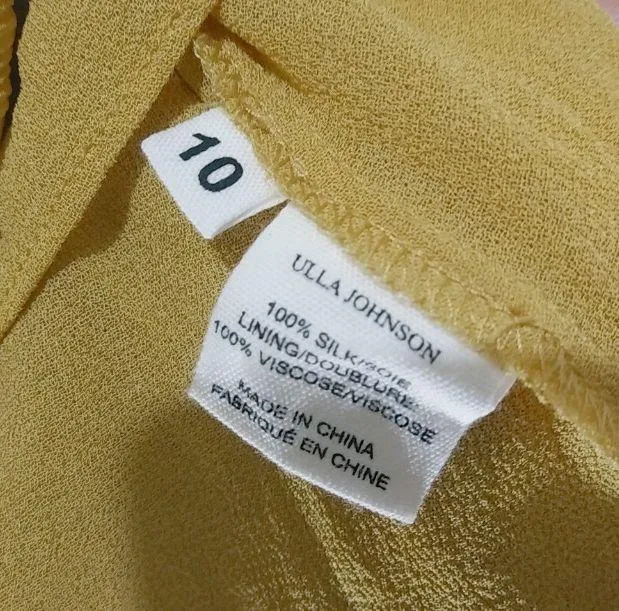 10
ULLA JOHNSON
100% SILK/SOIE
LINING/DOUBLURE:
100% VISCOSE/VISCOSE
MADE IN CHINA
FABRIQUÉ EN CHINE